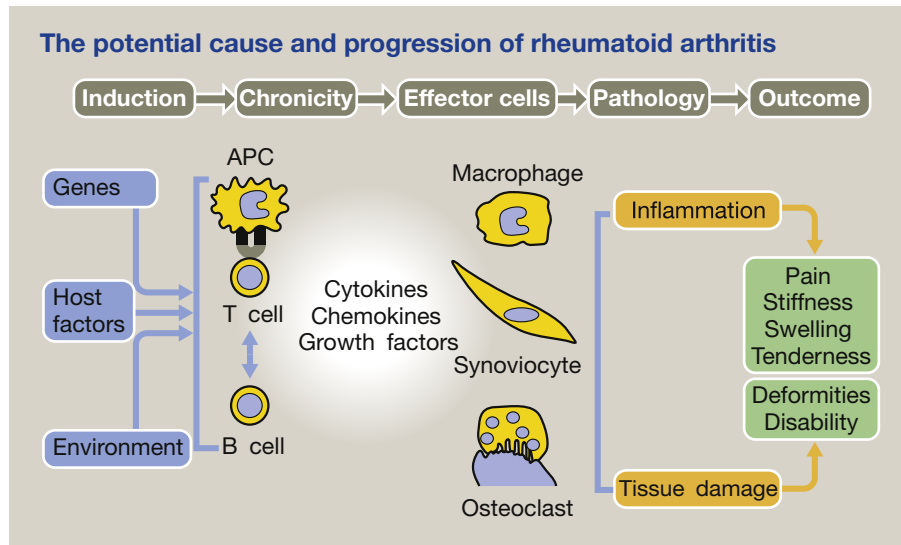 The potential cause and progression of rheumatoid arthritis
Induction
Chronicity
Effector cells
Pathology
Outcome
Genes
Host
factors
Environment
APC
T cell
B cell
Cytokines
Chemokines
Growth factors
Macrophage
Synoviocyte
Osteoclast
Inflammation
Tissue damage
Pain
Stiffness
Swelling
Tenderness
Deformities
Disability